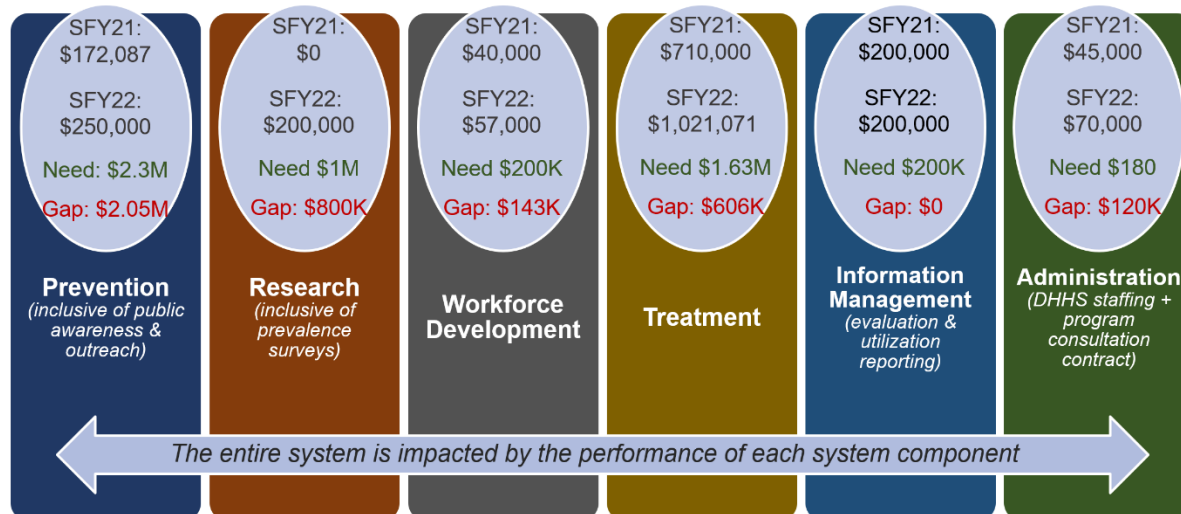 SFY21:
$172,087
SFY22:
$250,000
Need: $2.3M
Gap: $2.05M
Prevention
(inclusive of public
awareness &
outreach)
SFY21:
$0
SFY22:
$200,000
Need $1M
Gap: $800K
Research
(inclusive of
prevalence
surveys)
SFY21:
$40,000
SFY22:
$57,000
Need $200K
Gap: $143K
Workforce
Development
SFY21:
$710,000
SFY22:
$1,021,071
Need $1.63M
Gap: $606K
Treatment
SFY21:
$200,000
SFY22:
$200,000
Need $200K
Gap: $0
Information
Management
(evaluation &
utilization
reporting)
SFY21:
$45,000
SFY22:
$70,000
Need $180
Gap: $120K
Administration
(DHHS staffing +
program
consultation
contract)
The entire system is impacted by the performance of each system component